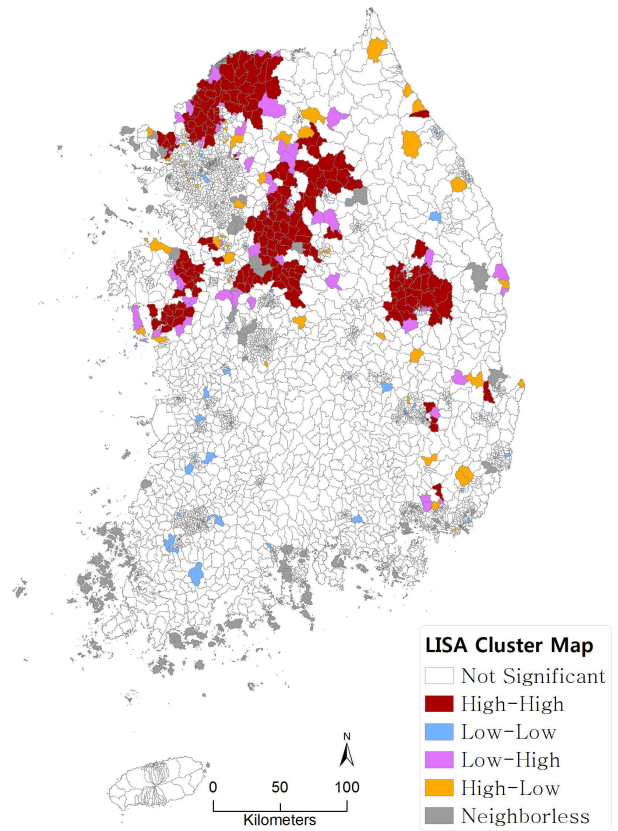 LISA Cluster Map
Not Significant
High-High
Low-Low
Low-High
High-Low
Neighborless
N
0 50 100
Kilometers